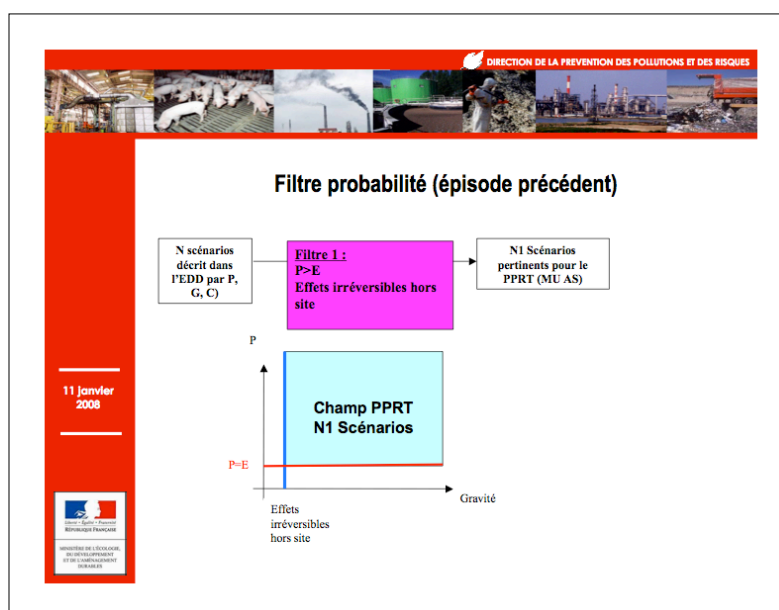 DIRECTION DE LA PREVENTION DES POLLUTIONS ET DES RISQUES
Filtre probabilité (épisode précédent)
N scénarios
décrit dans
l'EDD par P,
G, C)
Filtre 1 :
P>E
Effets irréversibles hors
site
N1 Scénarios
pertinents pour le
PPRT (MU AS)
P
Champ PPRT
N1 Scénarios
P=E
Gravité
Effets
irréversibles
hors site
11 janvier
2008
Liberté • Égalité • Fraternité
RÉPUBLIQUE FRANÇAISE
MINISTÈRE DE L'ÉCOLOGIE,
DU DÉVELOPPEMENT
ET DE L'AMÉNAGEMENT
DURABLES